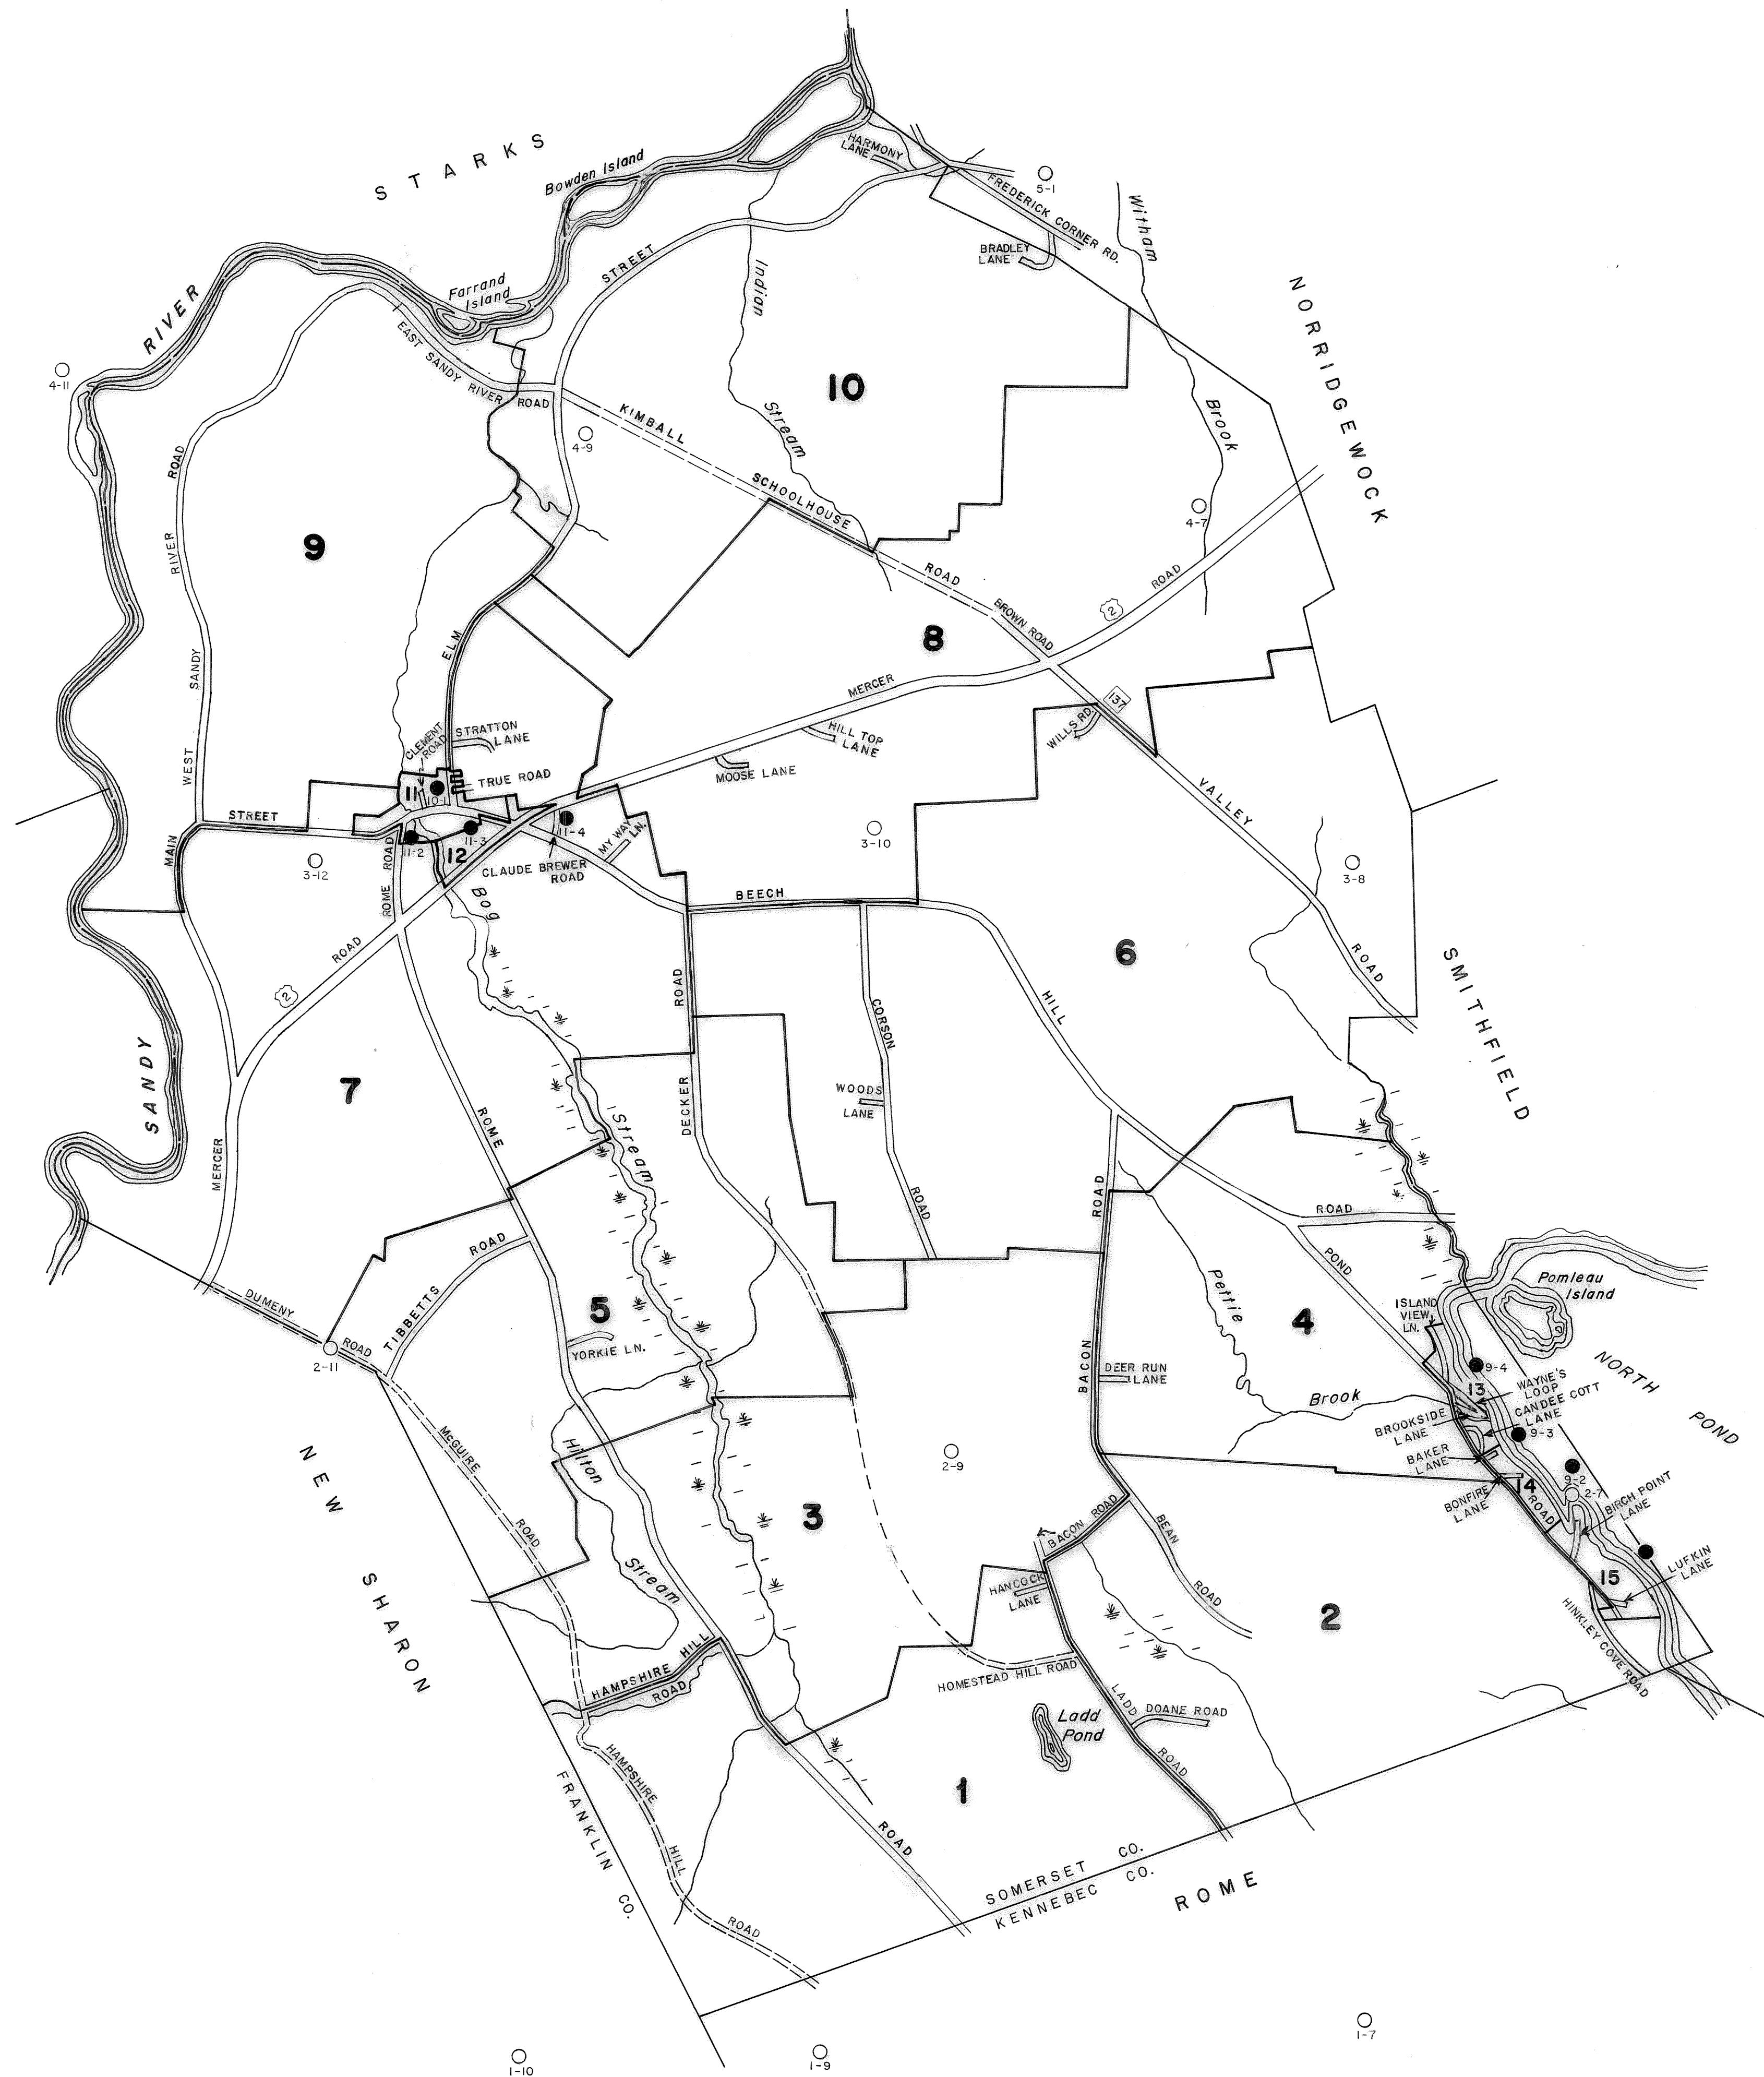 STARKS
Bowden Island
HARMONY
LANE
5-1
FREDERICK CORNER RD.
BRADLEY
LANE
Witham
Brook
STREET
Indian
Stream
Farrand
Island
RIVER
NORRIDGEWOCK
4-11
EAST SANDY RIVER ROAD
KIMBALL
SCHOOLHOUSE
ROAD
10
4-9
4-7
ROAD
RIVER
SANDY
WEST
9
BROWN ROAD
2
ROAD
8
ELM
MERCER
137
WILLS RD.
CLEMENT
ROAD
STRATTON
LANE
HILL TOP
LANE
MOOSE LANE
TRUE ROAD
11
10-1
STREET
MAIN
11-2
11-3
11-4
12
MY WAY
LN.
CLAUDE BREWER
ROAD
3-12
3-10
3-8
VALLEY
ROAD
ROME ROAD
Bog
BEECH
6
ROAD
2
ROAD
CORSON
HILL
SMITHFIELD
SANDY
7
DECKER
WOODS
LANE
ROME
Stream
MERCER
ROAD
ROAD
ROAD
ROAD
POND
Pettie
Brook
Pomleau
Island
DUMENY
ROAD
2-11
TIBBETTS
5
YORKIE LN.
4
ISLAND
VIEW
LN.
BACON
DEER RUN
LANE
9-4
NORTH
POND
13
WAYNE'S
LOOP
CANDEE COTT
LANE
BROOKSIDE
LANE
9-3
BAKER
LANE
NEW SHARON
McGUIRE
ROAD
Hilton
Stream
2-9
9-2
2-7
14
BONFIRE
LANE
ROAD
BIRCH POINT
LANE
3
BACON ROAD
BEAN
ROAD
LUFKIN
LANE
15
HANCOCK
LANE
2
HINKLEY COVE ROAD
HAMPSHIRE HILL
ROAD
HOMESTEAD HILL ROAD
LADD
ROAD
DOANE ROAD
Ladd
Pond
HAMPSHIRE
HILL
ROAD
FRANKLIN CO.
1
ROAD
SOMERSET CO.
KENNEBEC CO.
ROME
1-10
1-9
1-7